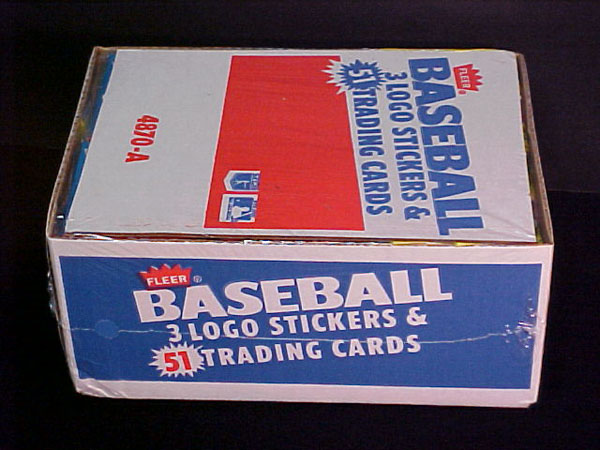 FLEER®
BASEBALL
3 LOGO STICKERS &
51 TRADING CARDS
4870-A
FLEER®
BASEBALL
3 LOGO STICKERS &
51 TRADING CARDS